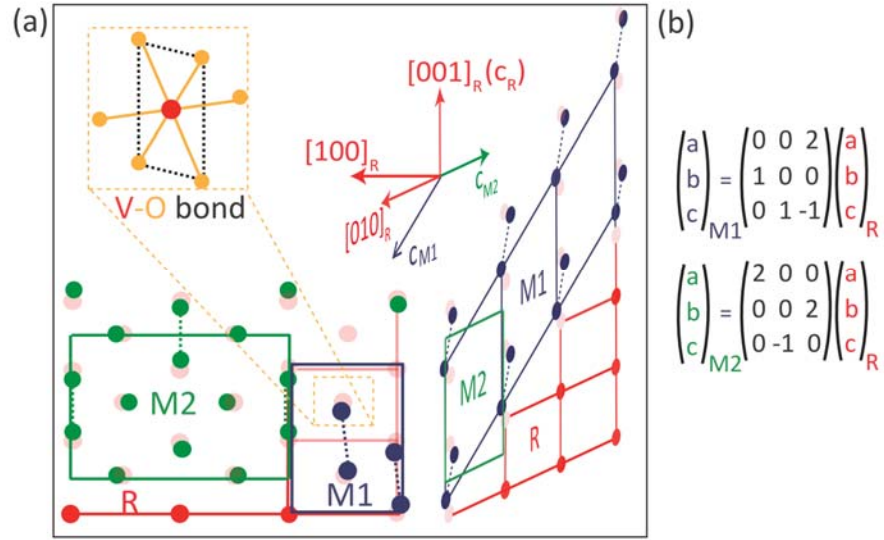 (a)
(b)
[001]R(cR)
[100]R
[010]R
cM2
cM1
V-O bond
M2
R
M1
M1
M2
R
(a b c)M1 = (0 0 2
1 0 0
0 1 -1) (a b c)R
(a b c)M2 = (2 0 0
0 0 2
0 -1 0) (a b c)R